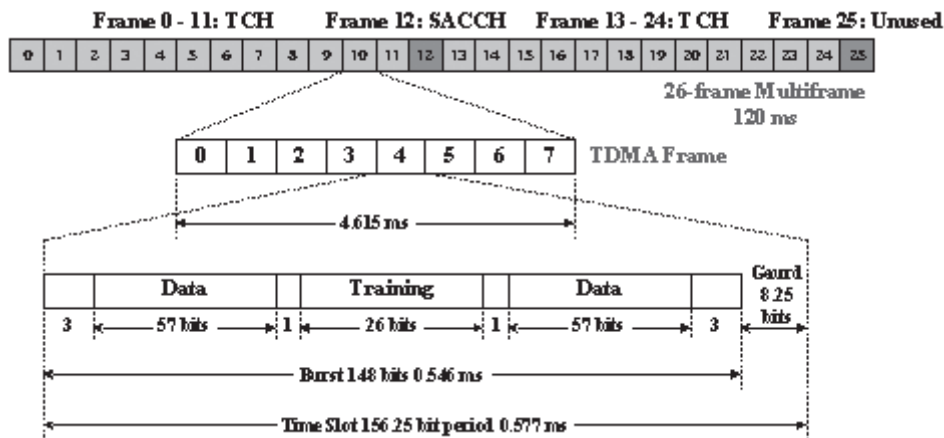 Frame 0 - 11: TCH Frame 12: SACCH Frame 13 - 24: TCH Frame 25: Unused
0 1 2 3 4 5 6 7 8 9 10 11 12 13 14 15 16 17 18 19 20 21 22 23 24 25
26-frame Multiframe
120 ms
0 1 2 3 4 5 6 7 TDMA Frame
4.615 ms
Data Training Data
Gaurd
8.25
bits
3 57 bits 1 26 bits 1 57 bits 3
Burst 148 bits 0.546 ms
Time Slot 156.25 bit period 0.577 ms